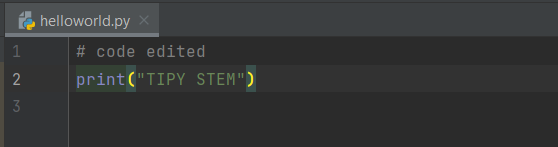 helloworld.py
1 # code edited
2 print("TIPY STEM")
3